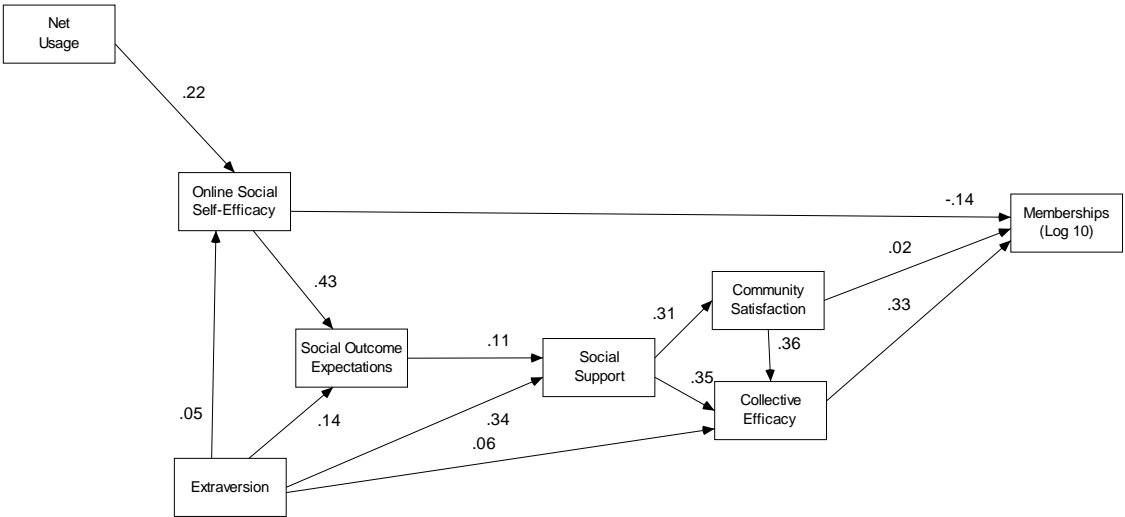 Net
Usage
.22
Online Social
Self-Efficacy
-.14
Memberships
(Log 10)
.02
.43
Community
Satisfaction
.31
.33
Social Outcome
Expectations
.11
Social
Support
.36
.35
Collective
Efficacy
.05
.14
.34
.06
Extraversion